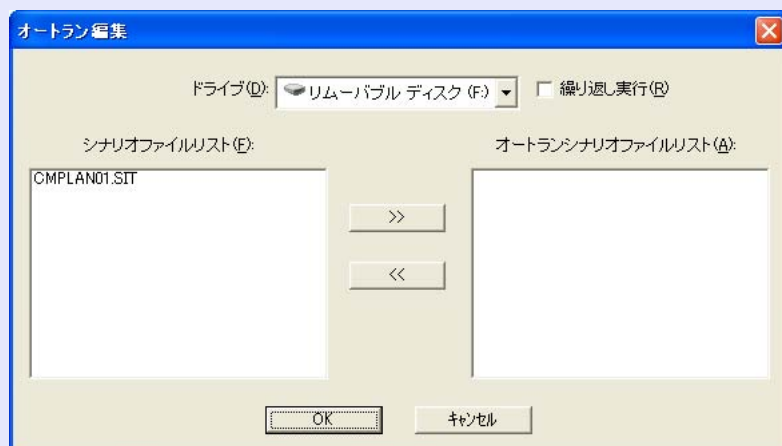 オートラン編集
ドライブ(D): リムーバブル ディスク (F:) 繰り返し実行(R)
シナリオファイルリスト(F): オートランシナリオファイルリスト(A):
CMPLAN01.SIT
>>
<<
OK キャンセル